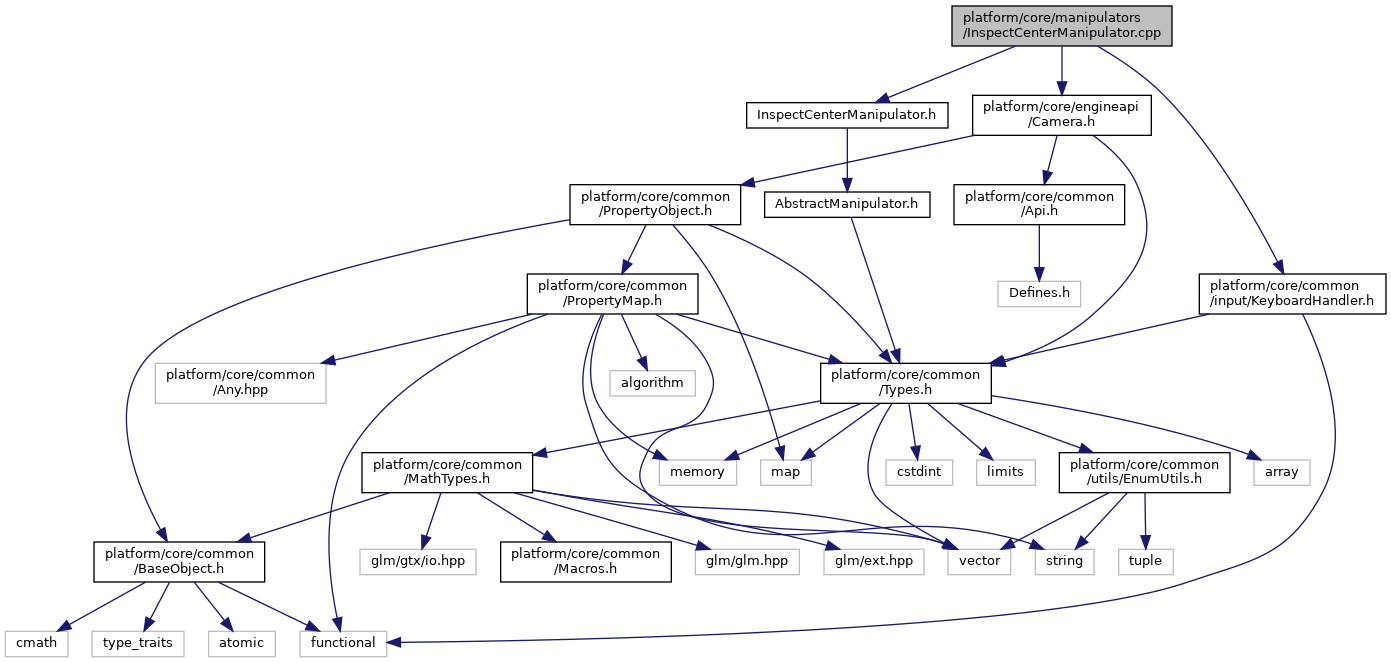 platform/core/manipulators
/InspectCenterManipulator.cpp
InspectCenterManipulator.h
platform/core/engineapi
/Camera.h
platform/core/common
/PropertyObject.h
AbstractManipulator.h
platform/core/common
/Api.h
platform/core/common
/PropertyMap.h
Defines.h
platform/core/common
/input/KeyboardHandler.h
platform/core/common
/Any.hpp
algorithm
platform/core/common
/Types.h
platform/core/common
/MathTypes.h
memory
map
cstdint
limits
platform/core/common
/utils/EnumUtils.h
array
platform/core/common
/BaseObject.h
glm/gtx/io.hpp
platform/core/common
/Macros.h
glm/glm.hpp
glm/ext.hpp
vector
string
tuple
cmath
type_traits
atomic
functional